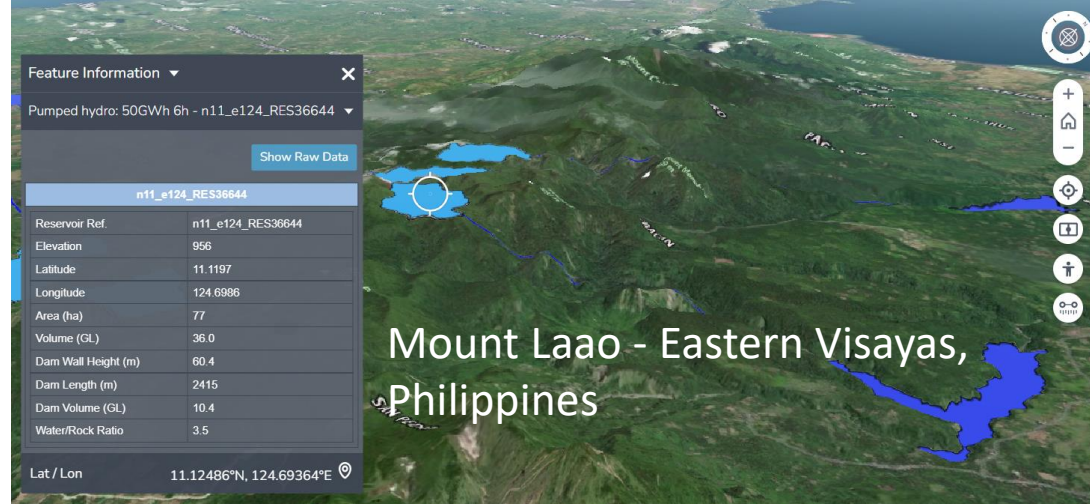 Feature Information
Pumped hydro: 50GWh 6h - n11_e124_RES36644
Show Raw Data
n11_e124_RES36644
Reservoir Ref. n11_e124_RES36644
Elevation 956
Latitude 11.1197
Longitude 124.6986
Area (ha) 77
Volume (GL) 36.0
Dam Wall Height (m) 60.4
Dam Length (m) 2415
Dam Volume (GL) 10.4
Water/Rock Ratio 3.5
Lat / Lon 11.12486°N, 124.69364°E
Mount Laao - Eastern Visayas,
Philippines